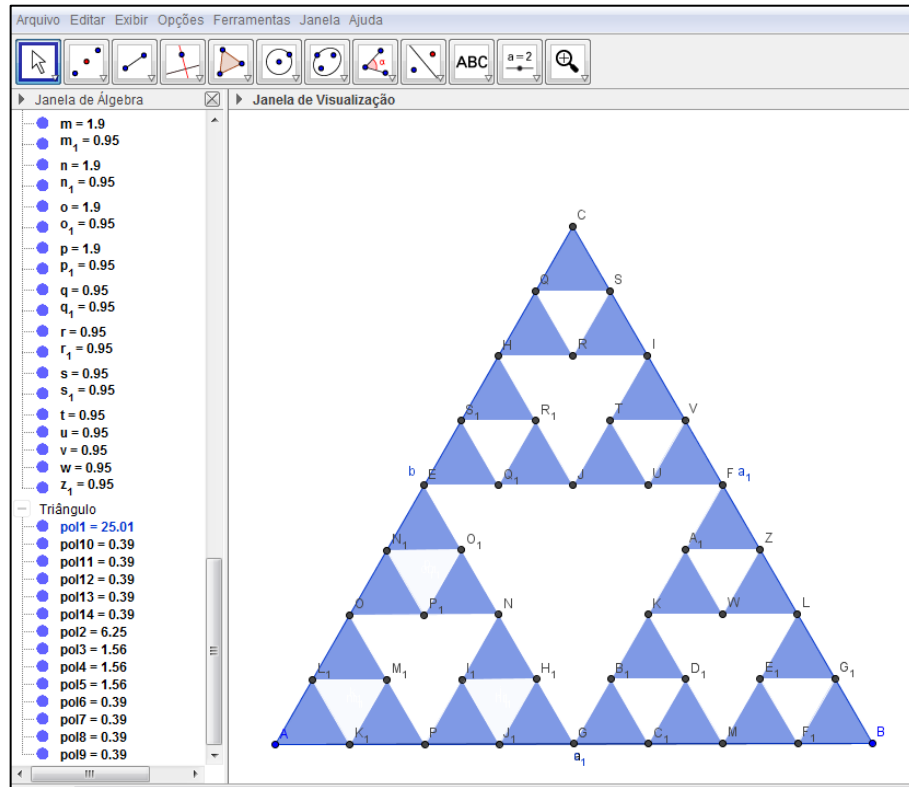 Arquivo Editar Exibir Opções Ferramentas Janela Ajuda
ABC
a = 2
α
Janela de Álgebra
m = 1.9
m₁ = 0.95
n = 1.9
n₁ = 0.95
o = 1.9
o₁ = 0.95
p = 1.9
p₁ = 0.95
q = 0.95
q₁ = 0.95
r = 0.95
r₁ = 0.95
s = 0.95
s₁ = 0.95
t = 0.95
u = 0.95
v = 0.95
w = 0.95
z₁ = 0.95
Triângulo
pol1 = 25.01
pol10 = 0.39
pol11 = 0.39
pol12 = 0.39
pol13 = 0.39
pol14 = 0.39
pol2 = 6.25
pol3 = 1.56
pol4 = 1.56
pol5 = 1.56
pol6 = 0.39
pol7 = 0.39
pol8 = 0.39
pol9 = 0.39
Janela de Visualização
C
Q S
H R I
S₁ R₁ T V
b E Q₁ J U F a₁
N₁ O₁ A₁ Z
O P₁ N K W L
L₁ M₁ I₁ H₁ B₁ D₁ E₁ G₁
A K₁ P J₁ G C₁ M F₁ B